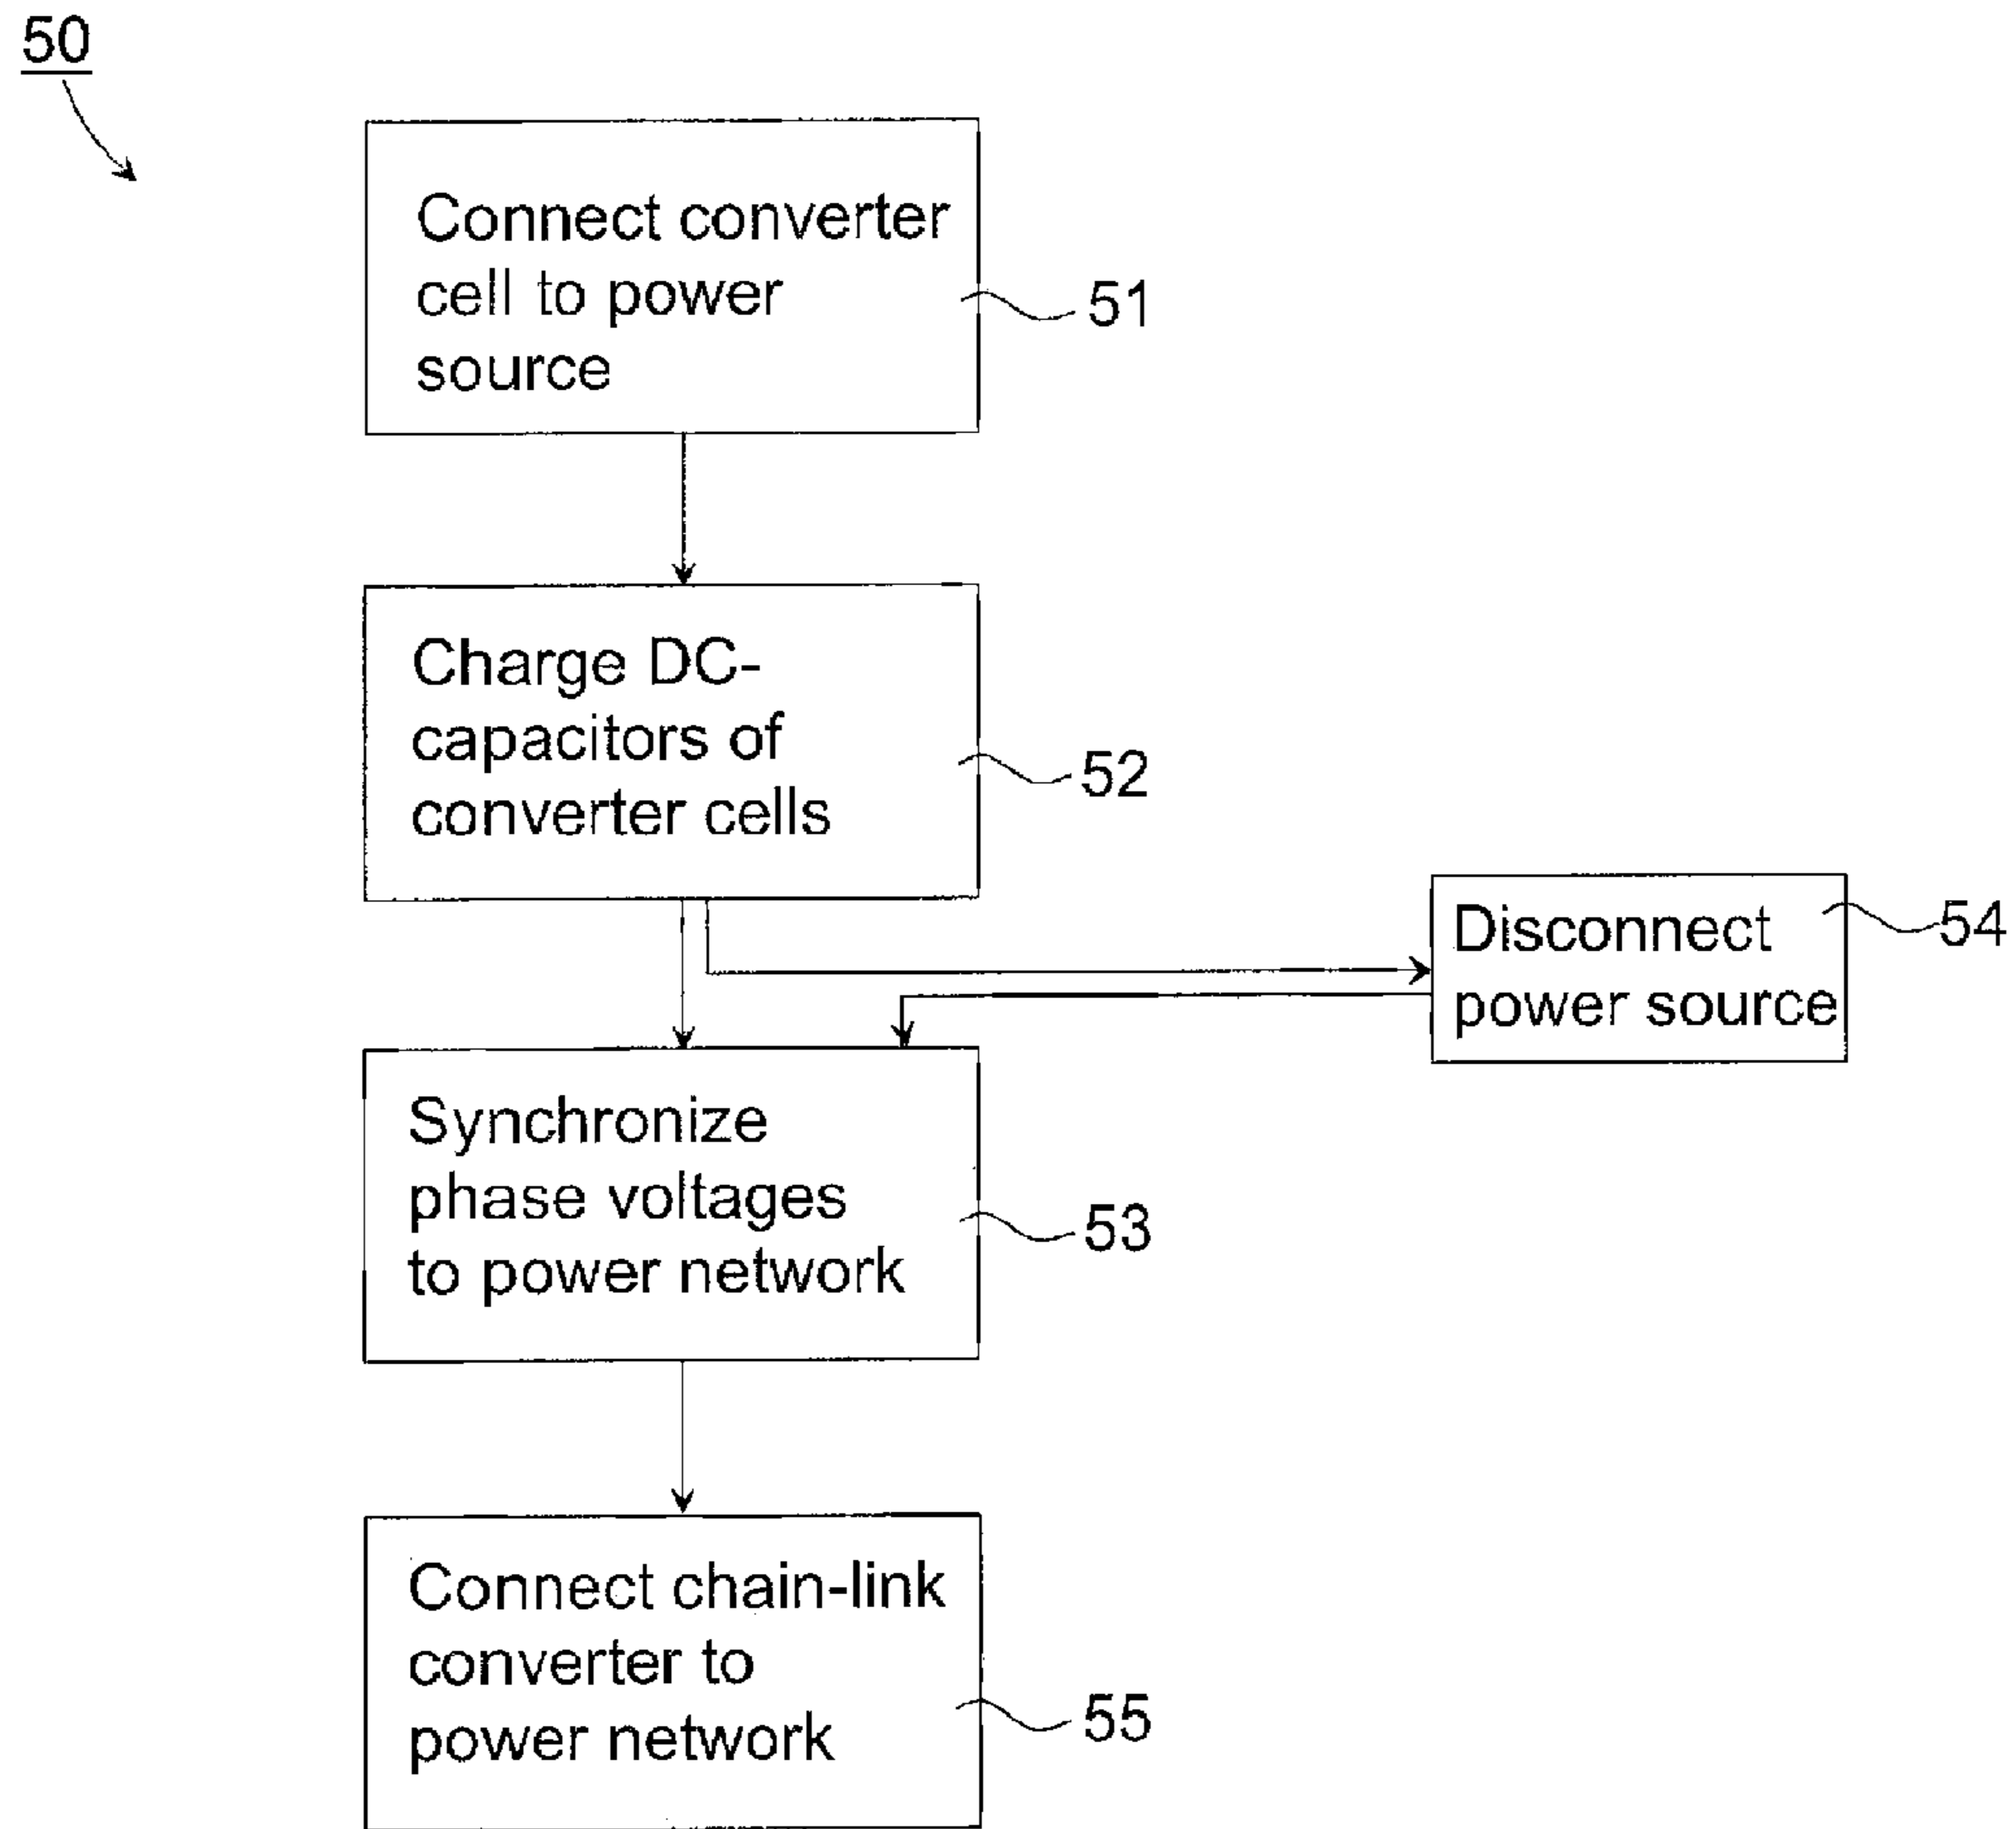 50
Connect converter
cell to power
source
51
Charge DC-
capacitors of
converter cells
52
Disconnect
power source
54
Synchronize
phase voltages
to power network
53
Connect chain-link
converter to
power network
55